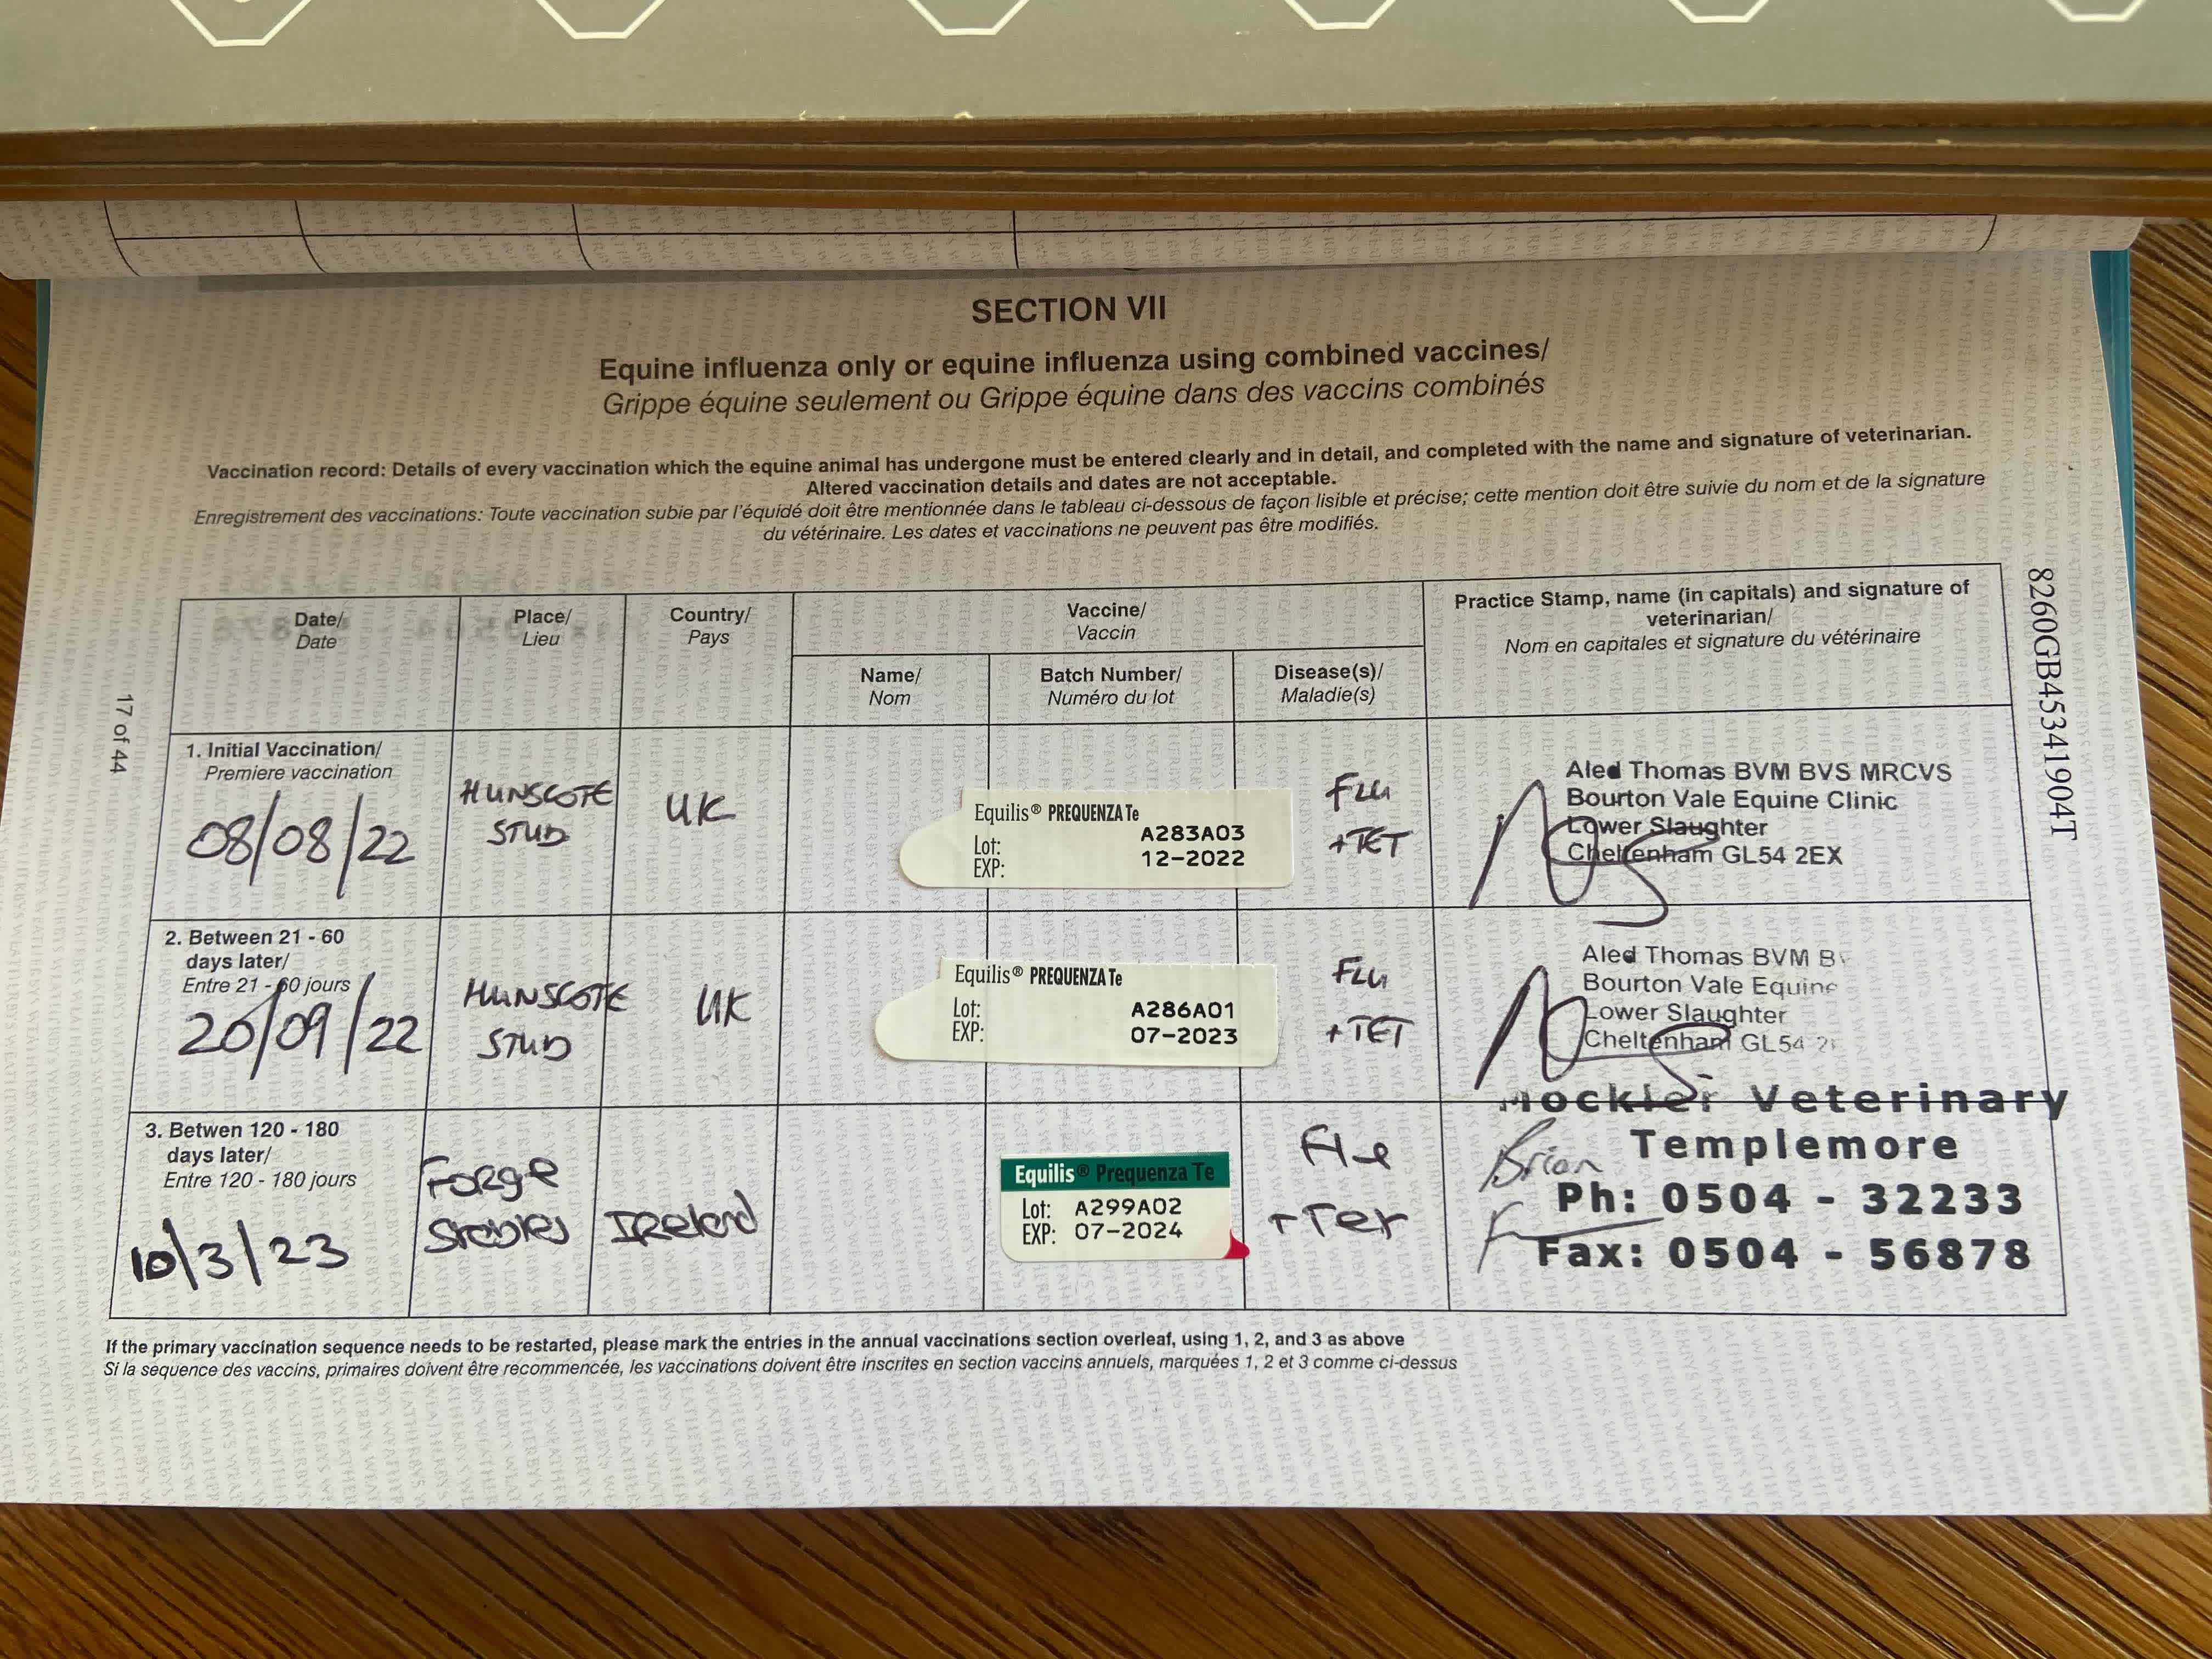 SECTION VII
Equine influenza only or equine influenza using combined vaccines/
Grippe équine seulement ou Grippe équine dans des vaccins combinés
Vaccination record: Details of every vaccination which the equine animal has undergone must be entered clearly and in detail, and completed with the name and signature of veterinarian.
Altered vaccination details and dates are not acceptable.
Enregistrement des vaccinations: Toute vaccination subie par l'équidé doit être mentionnée dans le tableau ci-dessous de façon lisible et précise; cette mention doit être suivie du nom et de la signature
du vétérinaire. Les dates et vaccinations ne peuvent pas être modifiés.
Date/
Date
Place/
Lieu
Country/
Pays
Vaccine/
Vaccin
Name/
Nom
Batch Number/
Numéro du lot
Disease(s)/
Maladie(s)
Practice Stamp, name (in capitals) and signature of
veterinarian/
Nom en capitales et signature du vétérinaire
1. Initial Vaccination/
Premiere vaccination
08/08/22
HUNSCOTE
STUD
UK
Equilis® PREQUENZA Te
Lot: A283A03
EXP: 12-2022
FLU
+TET
Aled Thomas BVM BVS MRCVS
Bourton Vale Equine Clinic
Lower Slaughter
Cheltenham GL54 2EX
2. Between 21 - 60
days later/
Entre 21 - 60 jours
20/09/22
HUNSCOTE
STUD
UK
Equilis® PREQUENZA Te
Lot: A286A01
EXP: 07-2023
FLU
+TET
Aled Thomas BVM
Bourton Vale Equine
Lower Slaughter
Cheltenham GL54
3. Betwen 120 - 180
days later/
Entre 120 - 180 jours
10/3/23
Forge
Stables
Ireland
Equilis® Prequenza Te
Lot: A299A02
EXP: 07-2024
Flu
+Tet
Mockler Veterinary
Templemore
Brian
Ph: 0504 - 32233
Fax: 0504 - 56878
If the primary vaccination sequence needs to be restarted, please mark the entries in the annual vaccinations section overleaf, using 1, 2, and 3 as above
Si la sequence des vaccins, primaires doivent être recommencée, les vaccinations doivent être inscrites en section vaccins annuels, marquées 1, 2 et 3 comme ci-dessus
17 of 44
8260GB45341904T